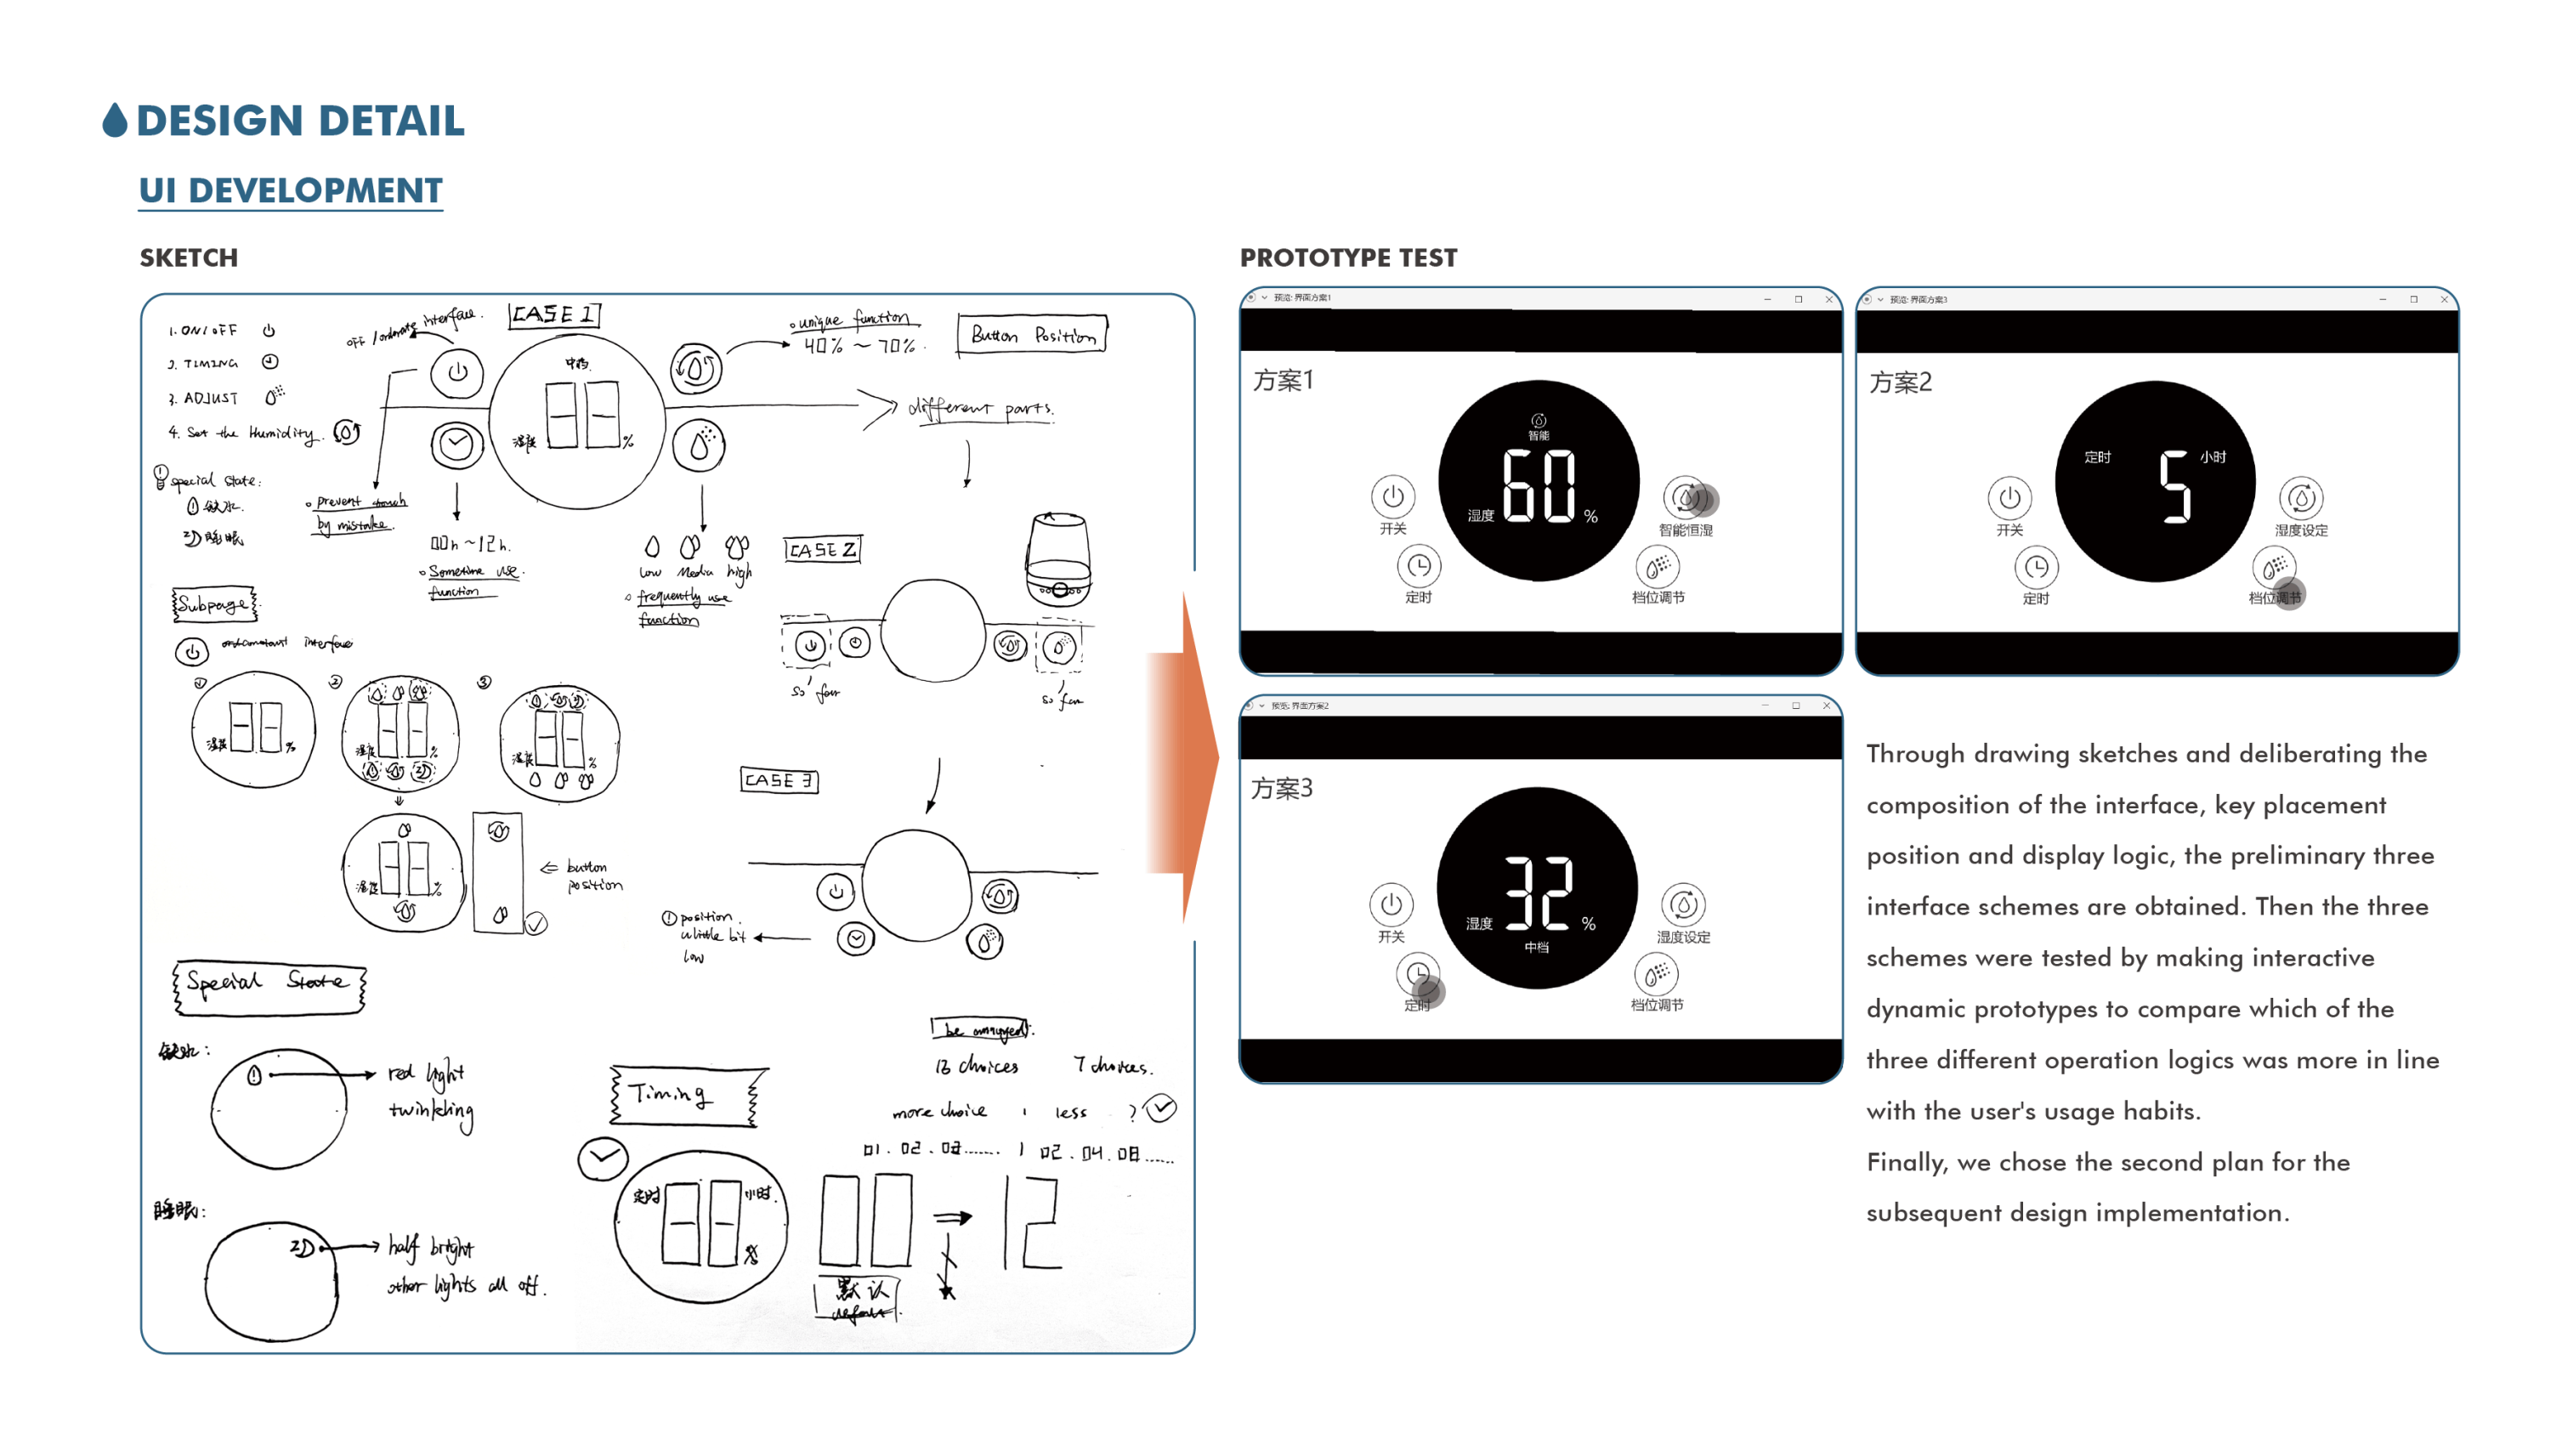 DESIGN DETAIL
UI DEVELOPMENT
SKETCH
1. ON/OFF
2. TIMING
3. ADJUST
4. Set the Humidity.
special state:
缺水.
睡眠
off / interface.
CASE 1
中档.
湿度
%
unique function
40% ~ 70%.
Button Position
different parts.
prevent touch
by mistake.
00h ~ 12h.
Sometime use
function
low Media high
frequently use
function
CASE 2
so far
so far
Subpage
interface
1
2
3
湿度 %
湿度 %
湿度 %
湿度 %
button
position
CASE 3
position
a little bit
low
Special State
缺水:
red light
twinkling
睡眠:
half bright
other lights all off.
Timing
定时 小时.
be
13 choices 7 choices.
more choice , less ?
01. 02. 03....... | 02. 04. 08......
00 ⇒ 12
默认
default
PROTOTYPE TEST
预览: 界面方案1
方案1
智能
湿度 60 %
开关
定时
智能恒湿
档位调节
预览: 界面方案3
方案2
定时 5 小时
开关
定时
湿度设定
档位调节
预览: 界面方案2
方案3
湿度 32 %
中档
开关
定时
湿度设定
档位调节
Through drawing sketches and deliberating the
composition of the interface, key placement
position and display logic, the preliminary three
interface schemes are obtained. Then the three
schemes were tested by making interactive
dynamic prototypes to compare which of the
three different operation logics was more in line
with the user's usage habits.
Finally, we chose the second plan for the
subsequent design implementation.